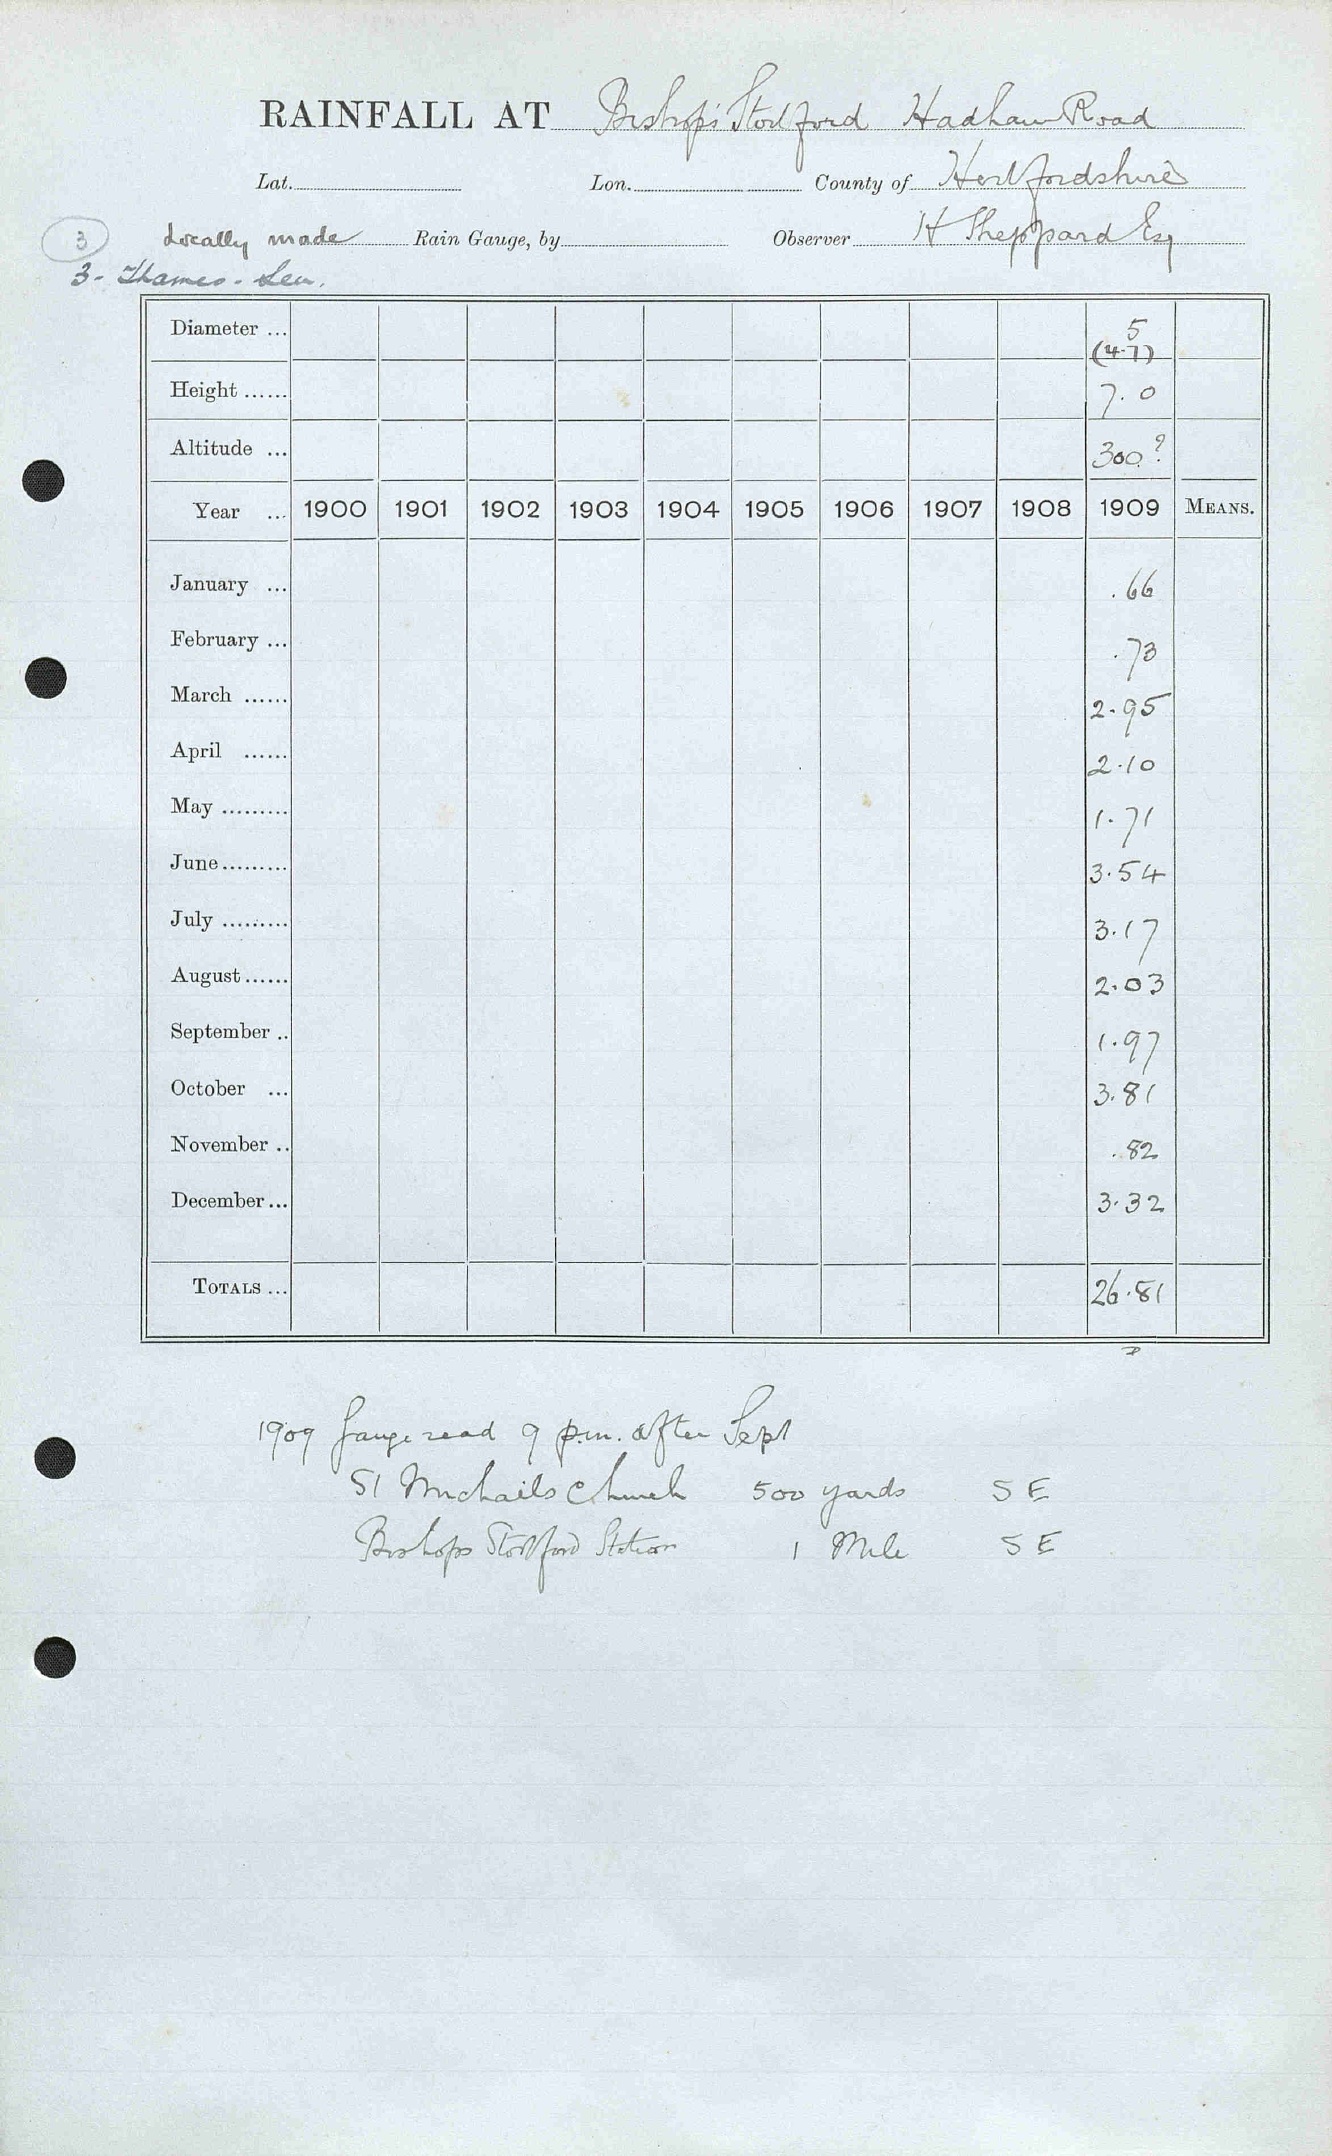 RAINFALL AT Bishop's Stortford Hadham Road
Lat. Lon. County of Hertfordshire
3 Locally made Rain Gauge, by Observer H Sheppard Esq
3- Thames - Lea.
Diameter ... 5
(4.7)
Height ...... 7.0
Altitude ... 300?
Year ... 1900 1901 1902 1903 1904 1905 1906 1907 1908 1909 MEANS.
January ... .66
February ... .73
March ...... 2.95
April ...... 2.10
May ......... 1.71
June......... 3.54
July ......... 3.17
August...... 2.03
September .. 1.97
October ... 3.81
November .. .82
December... 3.32
TOTALS ... 26.81
1909 Gauge read 9 p.m. after Sept
St Michaels Church 500 yards S E
Bishops Stortford Station 1 Mile S E